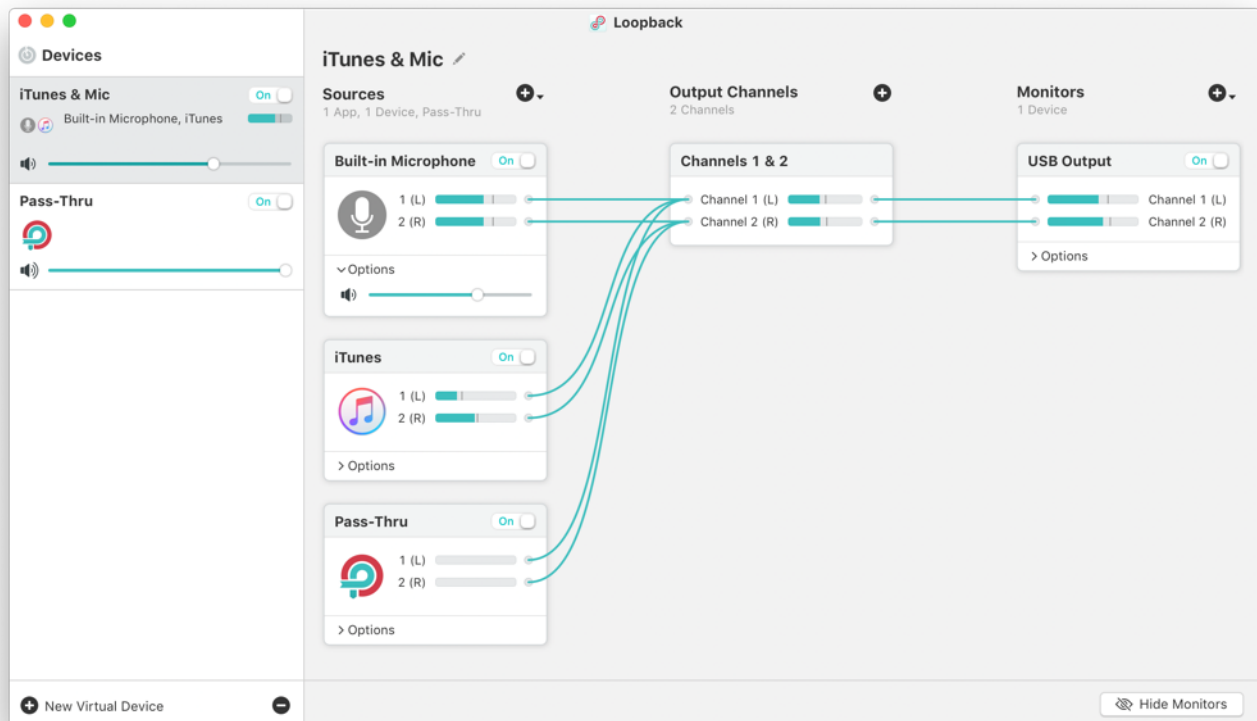 Loopback
Devices
iTunes & Mic
On
Built-in Microphone, iTunes
Pass-Thru
On
New Virtual Device
iTunes & Mic
Sources
1 App, 1 Device, Pass-Thru
Built-in Microphone
On
1 (L)
2 (R)
Options
iTunes
On
1 (L)
2 (R)
Options
Pass-Thru
On
1 (L)
2 (R)
Options
Output Channels
2 Channels
Channels 1 & 2
Channel 1 (L)
Channel 2 (R)
Monitors
1 Device
USB Output
On
Channel 1 (L)
Channel 2 (R)
Options
Hide Monitors